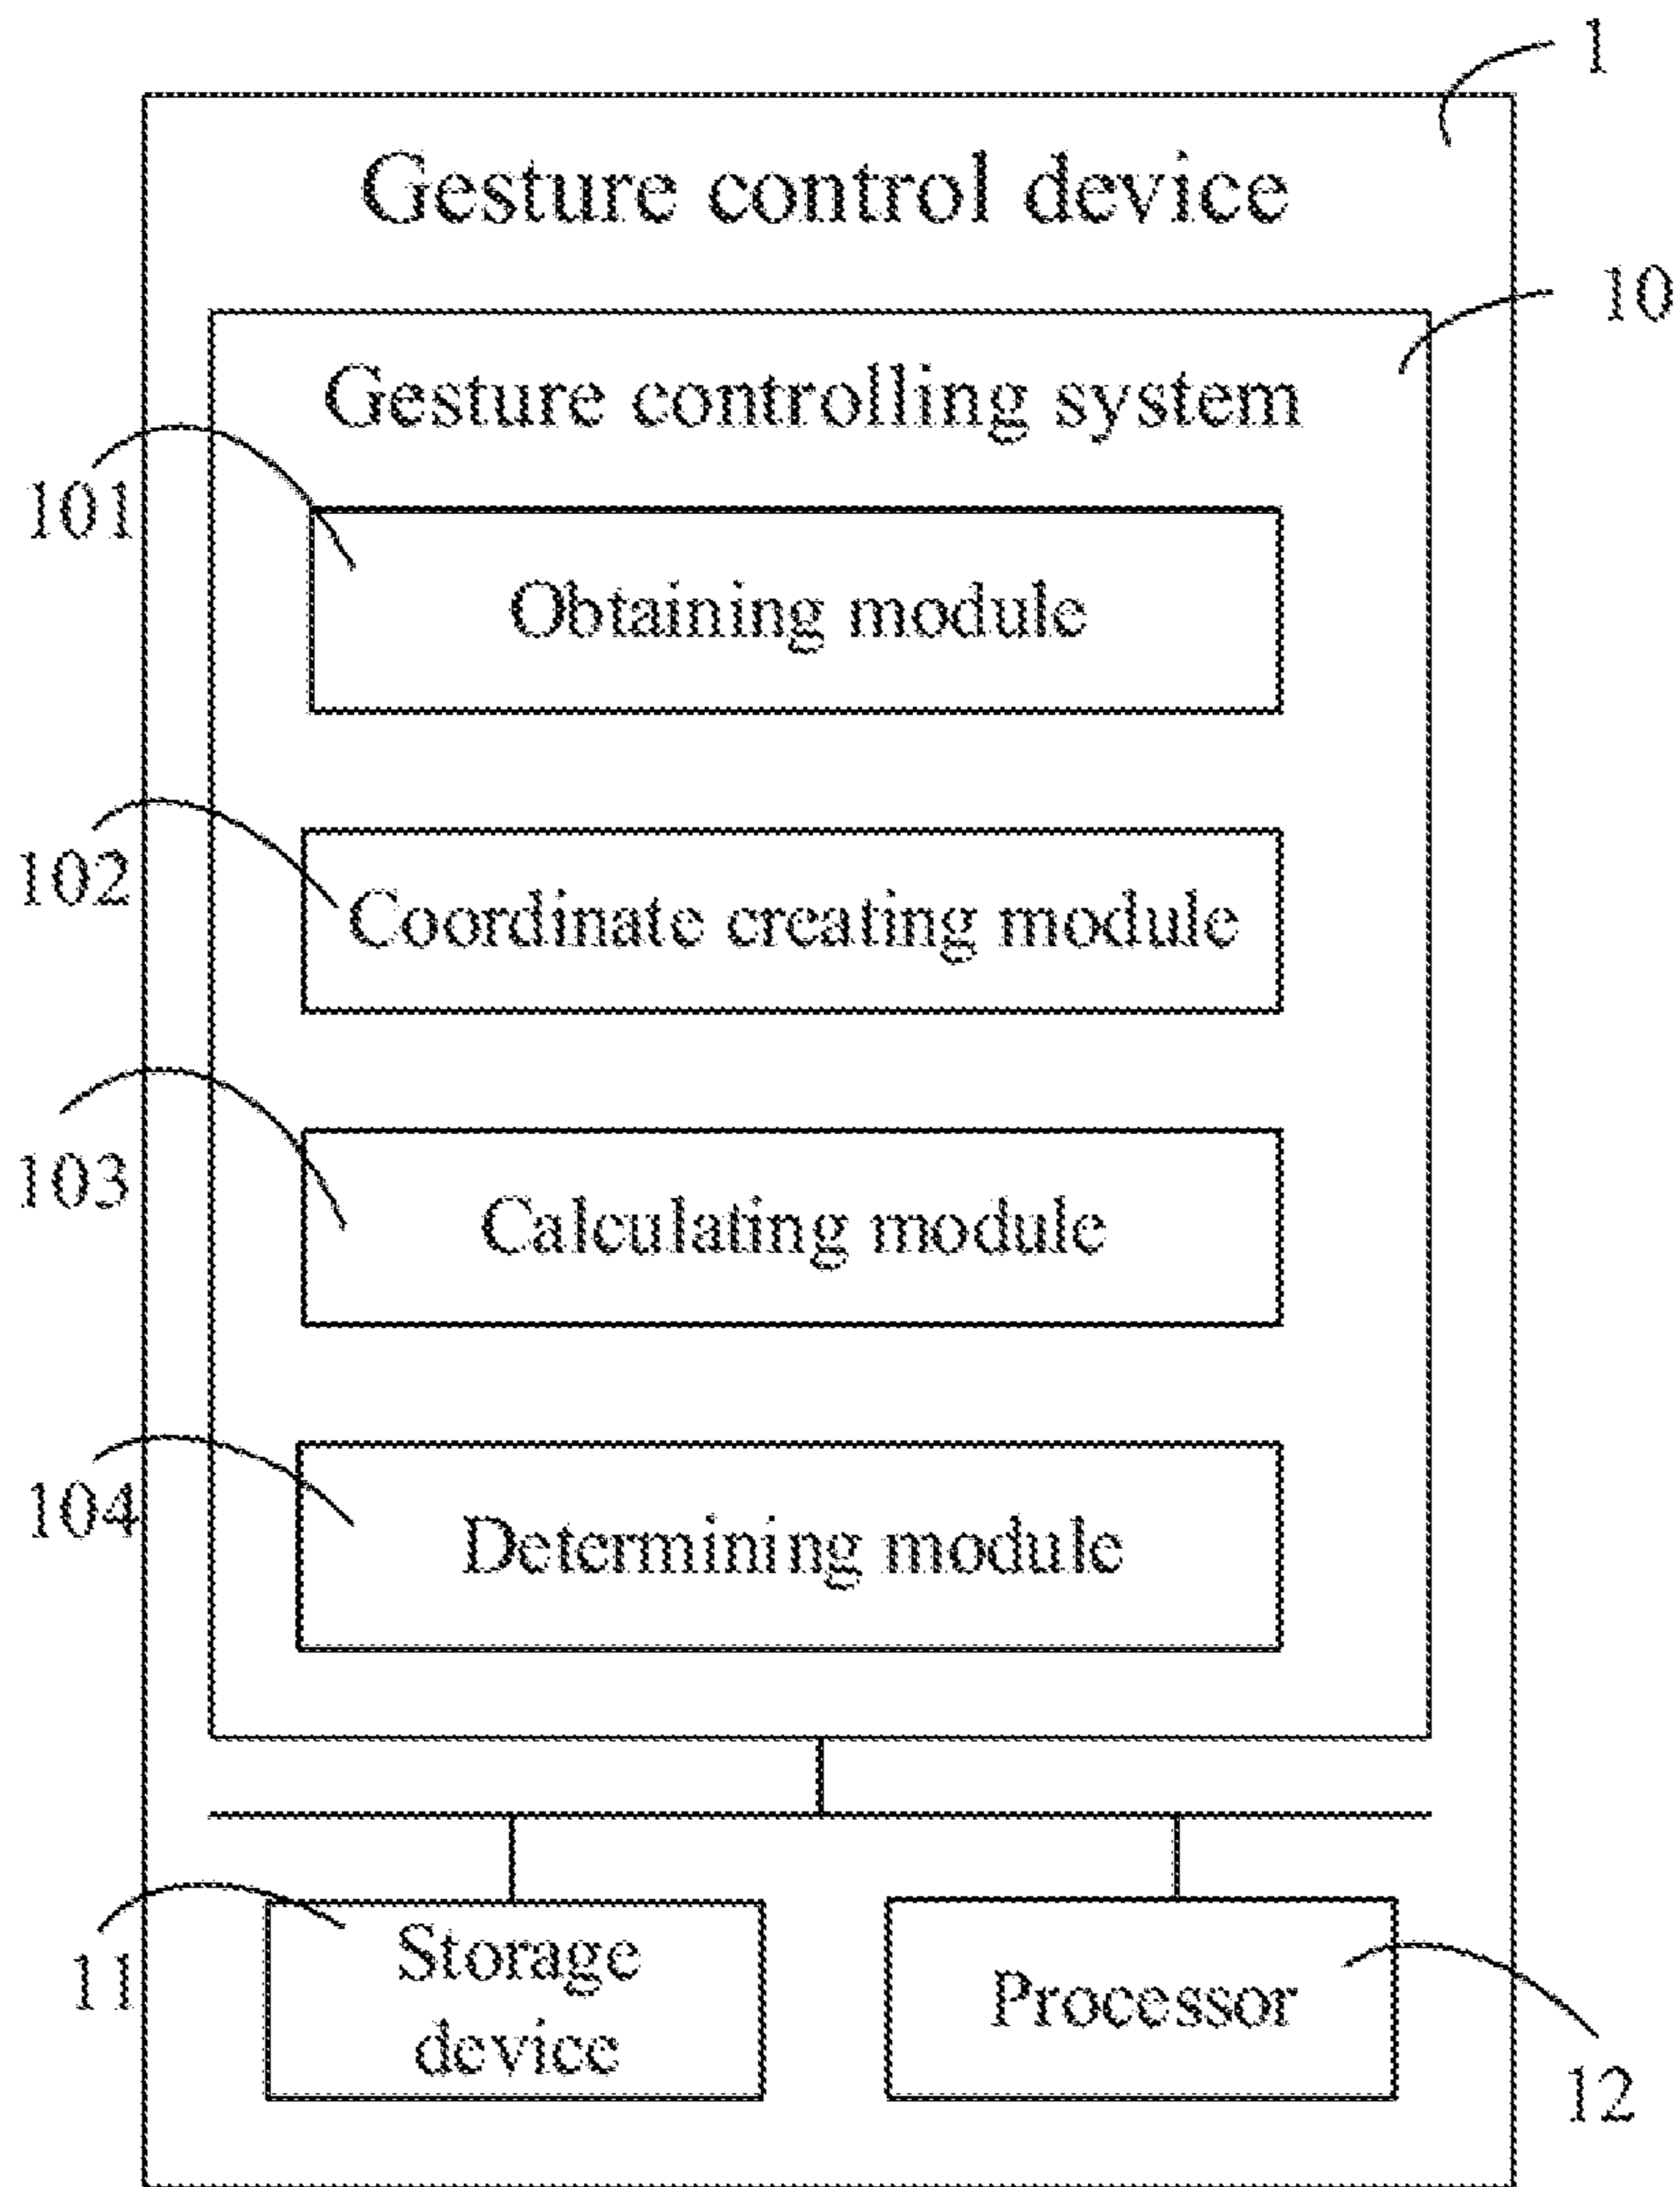 1
Gesture control device
10
Gesture controlling system
101
Obtaining module
102
Coordinate creating module
103
Calculating module
104
Determining module
11
Storage
device
Processor
12